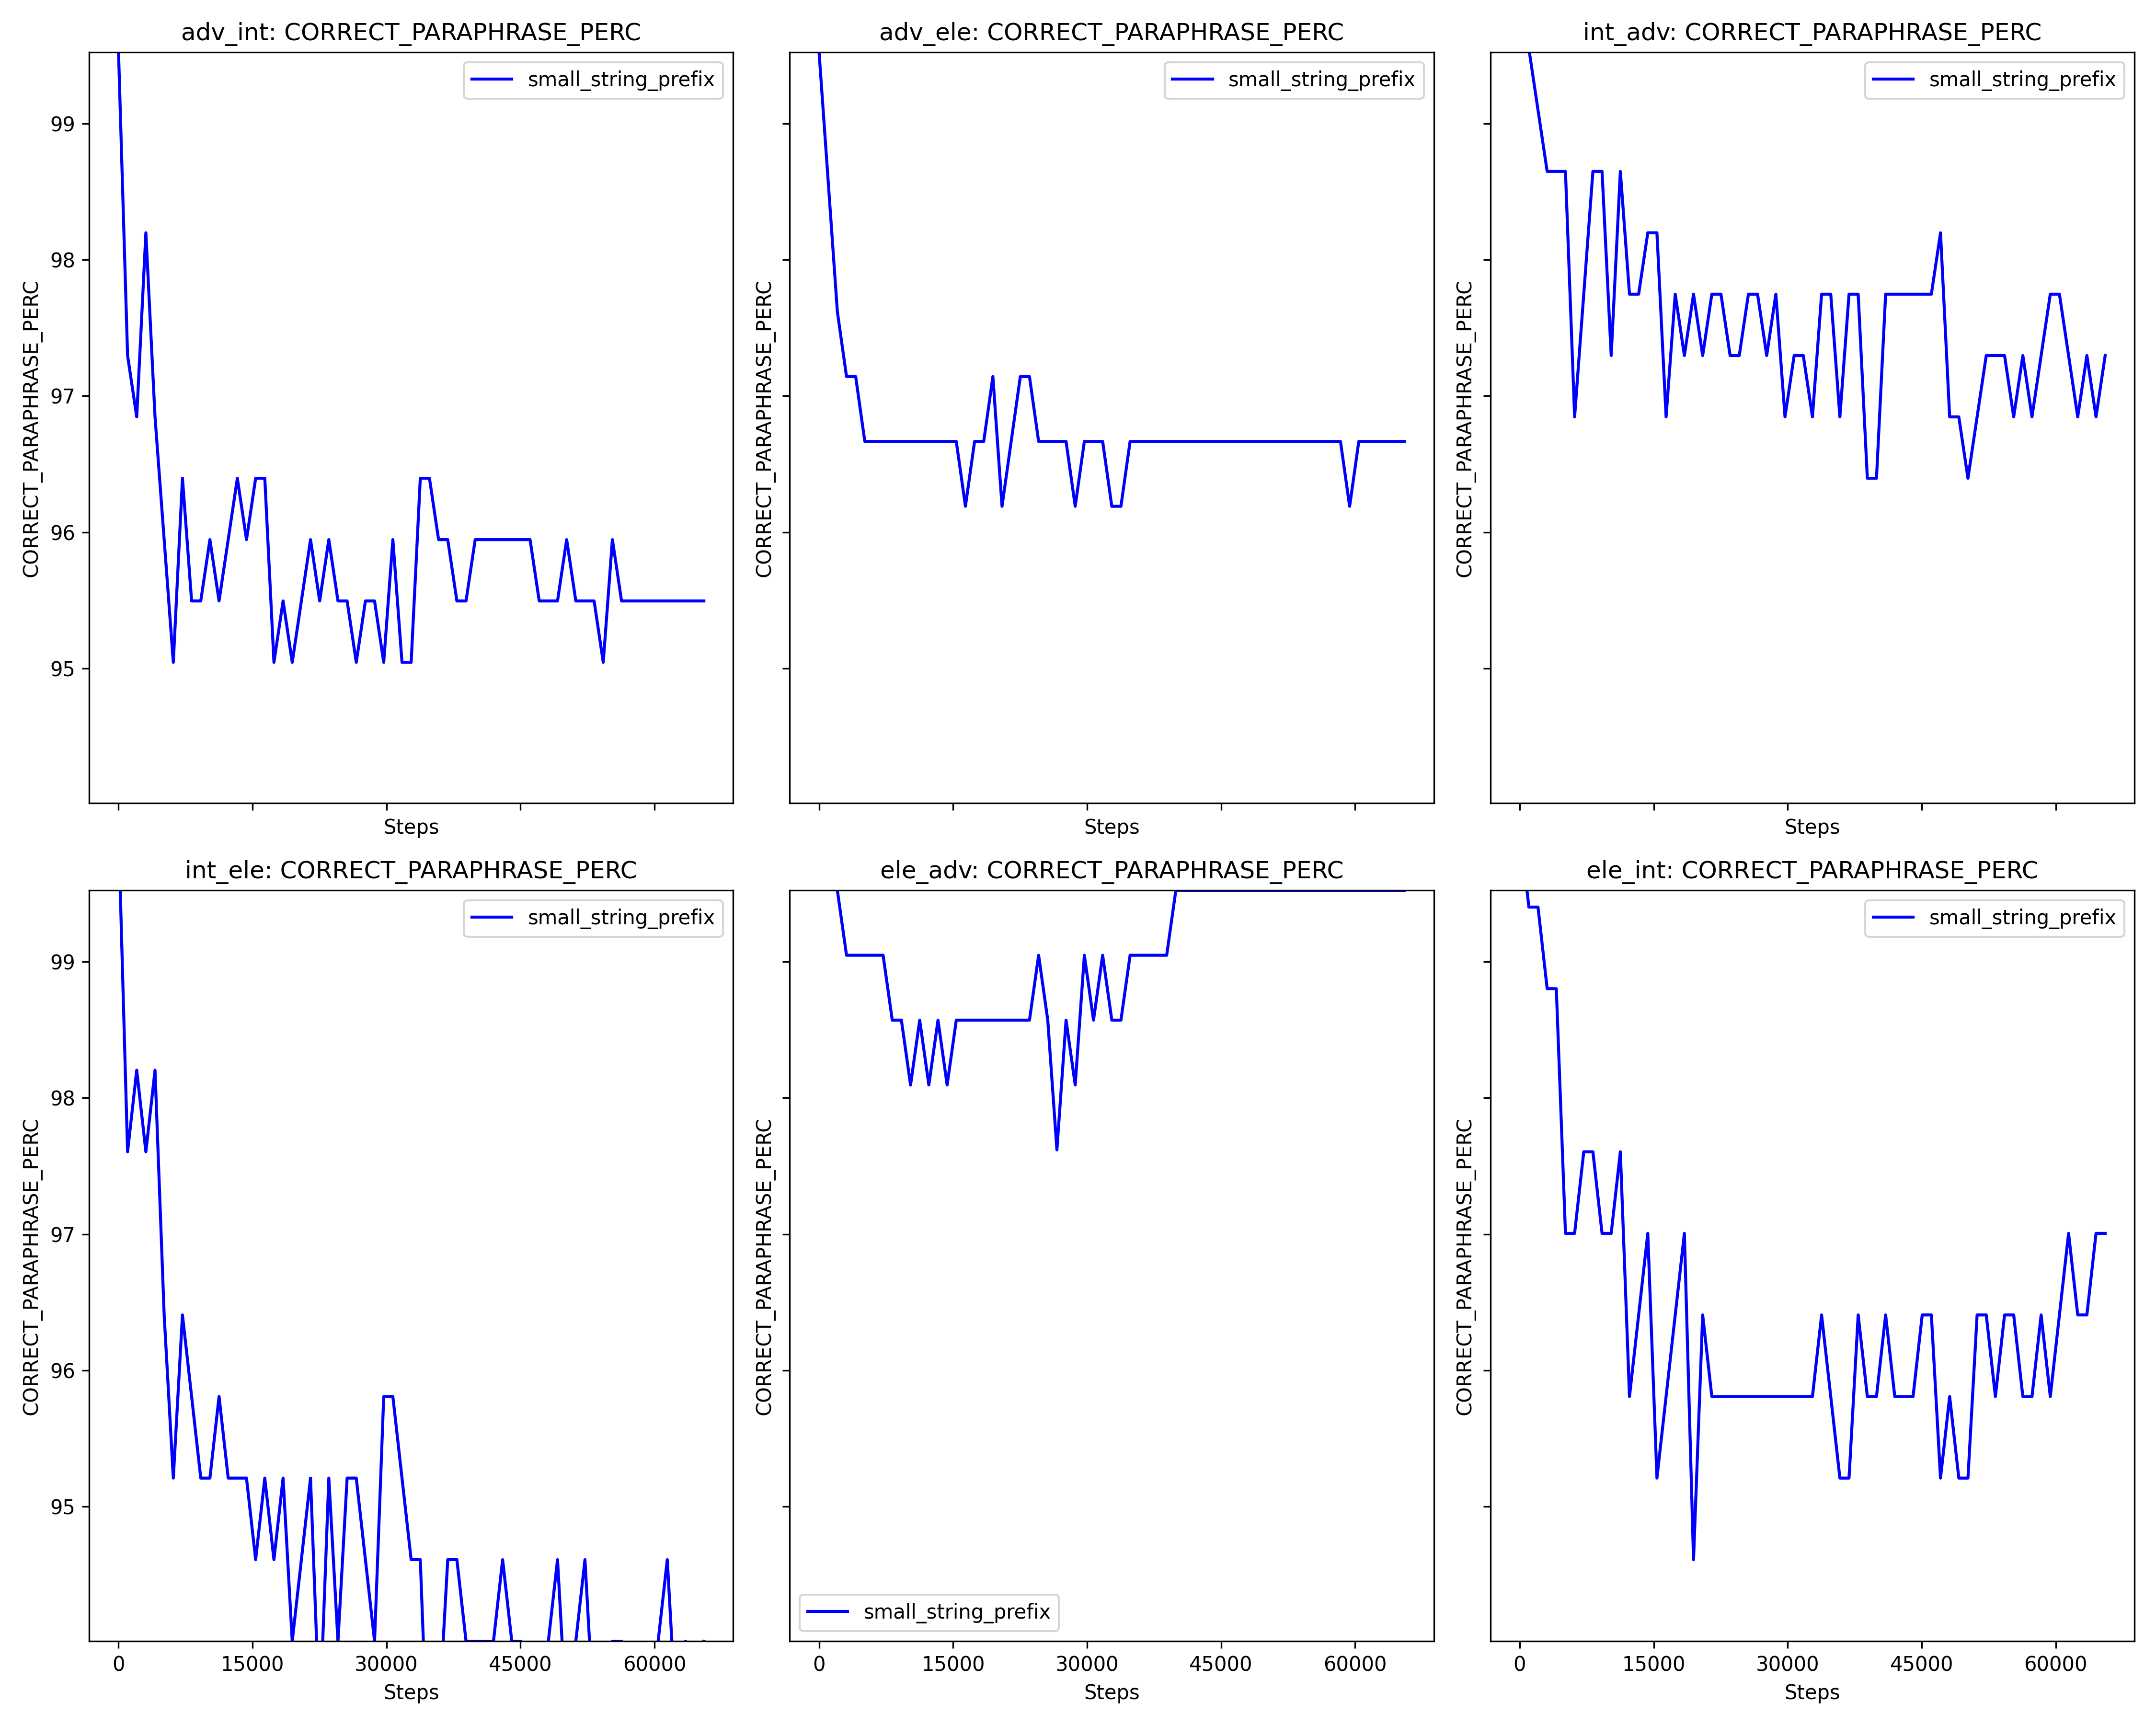 adv_int: CORRECT_PARAPHRASE_PERC
CORRECT_PARAPHRASE_PERC
99
98
97
96
95
small_string_prefix
Steps
adv_ele: CORRECT_PARAPHRASE_PERC
CORRECT_PARAPHRASE_PERC
small_string_prefix
Steps
int_adv: CORRECT_PARAPHRASE_PERC
CORRECT_PARAPHRASE_PERC
small_string_prefix
Steps
int_ele: CORRECT_PARAPHRASE_PERC
CORRECT_PARAPHRASE_PERC
99
98
97
96
95
small_string_prefix
0 15000 30000 45000 60000
Steps
ele_adv: CORRECT_PARAPHRASE_PERC
CORRECT_PARAPHRASE_PERC
small_string_prefix
0 15000 30000 45000 60000
Steps
ele_int: CORRECT_PARAPHRASE_PERC
CORRECT_PARAPHRASE_PERC
small_string_prefix
0 15000 30000 45000 60000
Steps